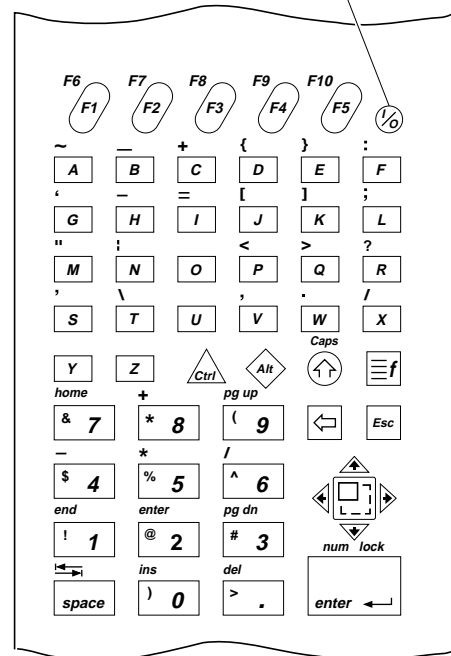 F6 F7 F8 F9 F10
F1 F2 F3 F4 F5 I/O
~ _ + { } :
A B C D E F
‘ – = [ ] ;
G H I J K L
" ¦ < > ?
M N O P Q R
’ \ , . /
S T U V W X
Caps
Y Z Ctrl Alt f
home + pg up
& 7 * 8 ( 9 Esc
– * /
$ 4 % 5 ^ 6
end enter pg dn
! 1 @ 2 # 3
num lock
ins del
space ) 0 > . enter